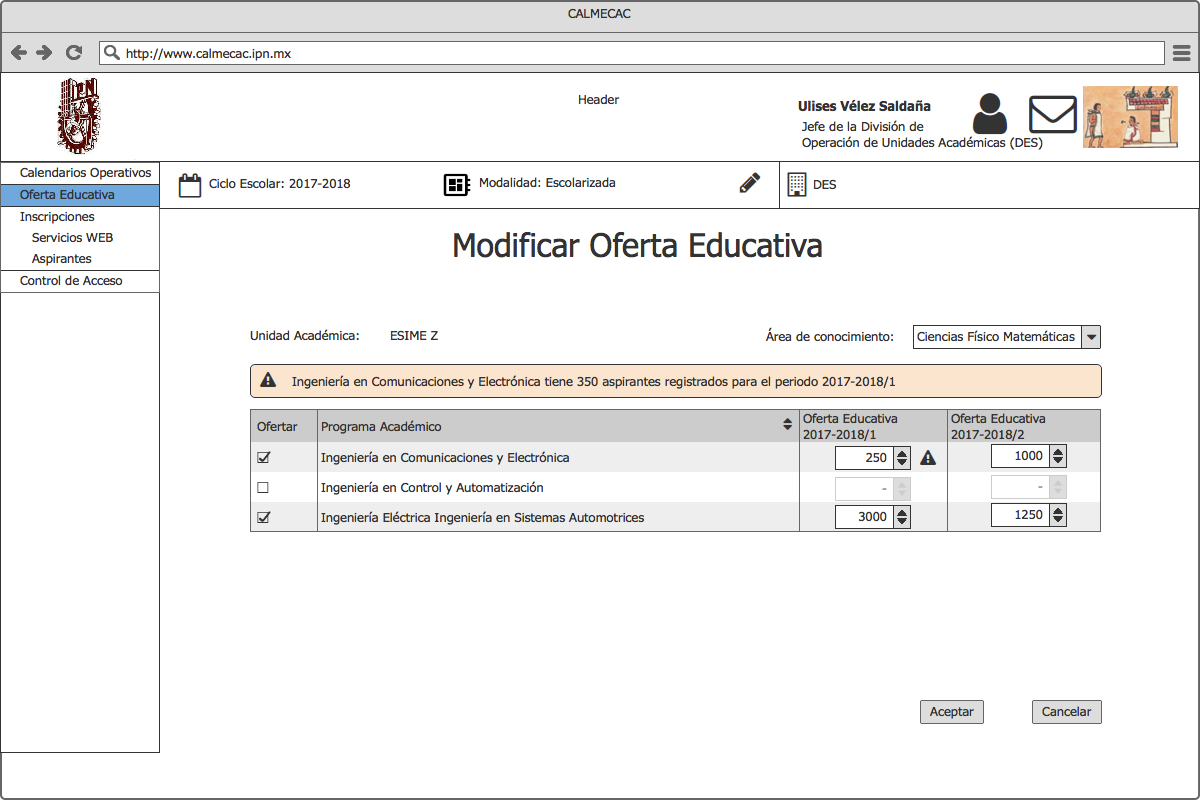 CALMECAC
http://www.calmecac.ipn.mx
IPN
Header
Ulises Vélez Saldaña
Jefe de la División de
Operación de Unidades Académicas (DES)
Calendarios Operativos
Oferta Educativa
Inscripciones
Servicios WEB
Aspirantes
Control de Acceso
Ciclo Escolar: 2017-2018
Modalidad: Escolarizada
DES
Modificar Oferta Educativa
Unidad Académica: ESIME Z
Área de conocimiento: Ciencias Físico Matemáticas
Ingeniería en Comunicaciones y Electrónica tiene 350 aspirantes registrados para el periodo 2017-2018/1
Ofertar
Programa Académico
Oferta Educativa
2017-2018/1
Oferta Educativa
2017-2018/2
Ingeniería en Comunicaciones y Electrónica 250 1000
Ingeniería en Control y Automatización - -
Ingeniería Eléctrica Ingeniería en Sistemas Automotrices 3000 1250
Aceptar
Cancelar